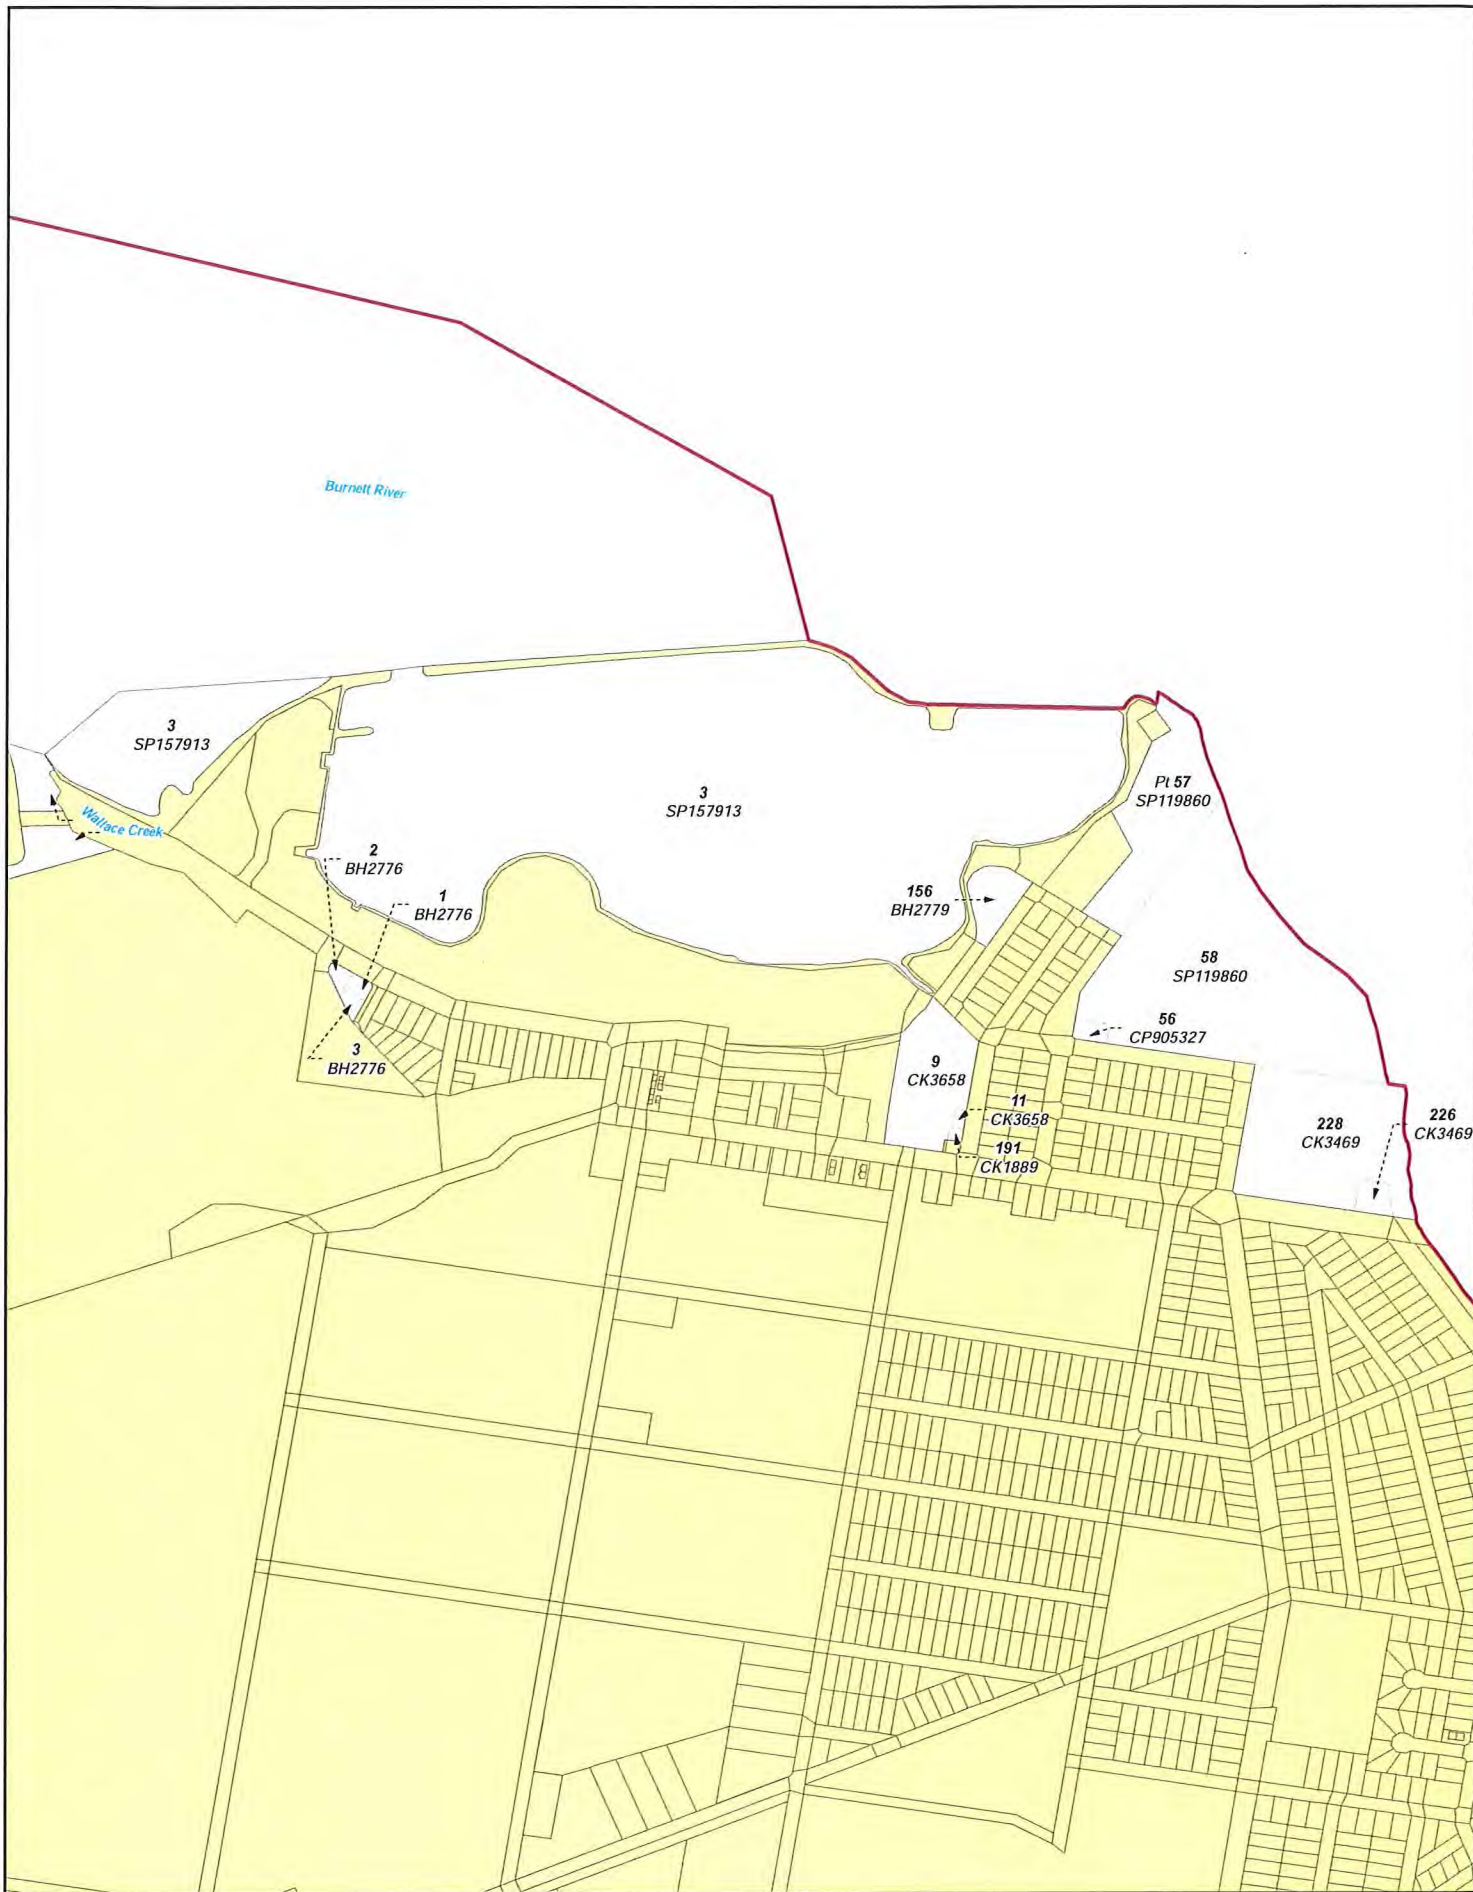 Burnett River
3
SP157913
Wallace Creek
3
SP157913
Pt 57
SP119860
2
BH2776
1
BH2776
156
BH2779
58
SP119860
56
CP905327
3
BH2776
9
CK3658
11
CK3658
191
CK1889
228
CK3469
226
CK3469